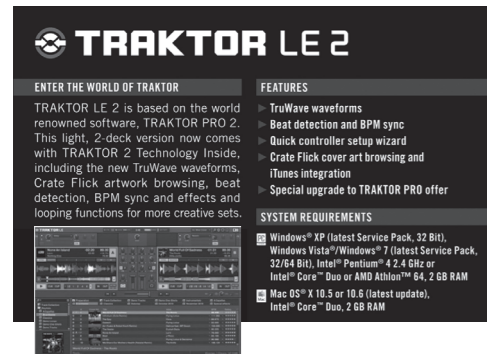 TRAKTOR LE 2
ENTER THE WORLD OF TRAKTOR
TRAKTOR LE 2 is based on the world
renowned software, TRAKTOR PRO 2.
This light, 2-deck version now comes
with TRAKTOR 2 Technology Inside,
including the new TruWave waveforms,
Crate Flick artwork browsing, beat
detection, BPM sync and effects and
looping functions for more creative sets.
FEATURES
TruWave waveforms
Beat detection and BPM sync
Quick controller setup wizard
Crate Flick cover art browsing and
iTunes integration
Special upgrade to TRAKTOR PRO offer
SYSTEM REQUIREMENTS
Windows® XP (latest Service Pack, 32 Bit),
Windows Vista®/Pindows® 7 (latest Service Pack,
32/64 Bit), Intel® Pentium® 4 2.4 GHz or
Intel® Core™ Duo or AMD Athlon™ 64, 2 GB RAM
Mac OS® X 10.5 or 10.6 (latest update),
Intel® Core™ Duo, 2 GB RAM